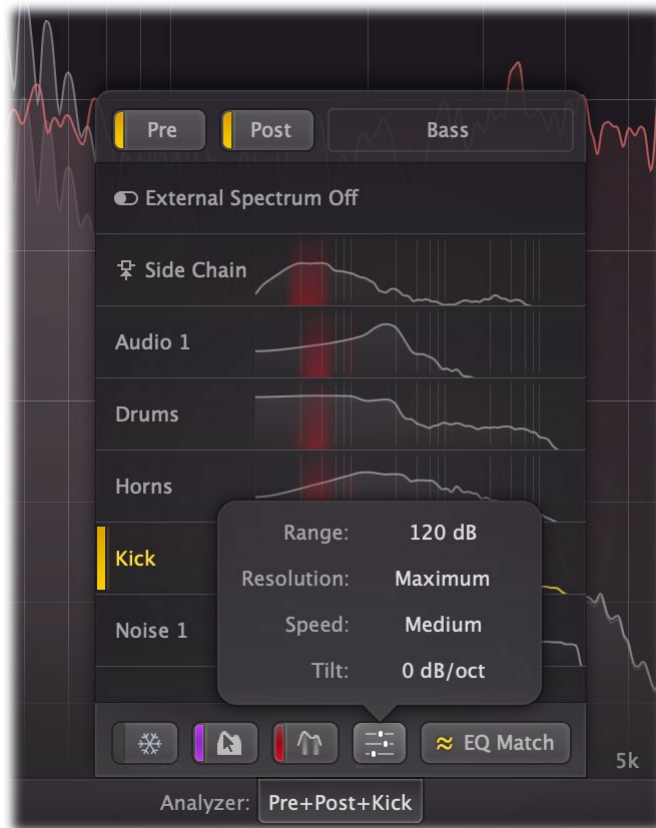 Pre Post Bass
External Spectrum Off
Side Chain
Audio 1
Drums
Horns
Kick
Noise 1
Range: 120 dB
Resolution: Maximum
Speed: Medium
Tilt: 0 dB/oct
EQ Match
5k
Analyzer: Pre+Post+Kick